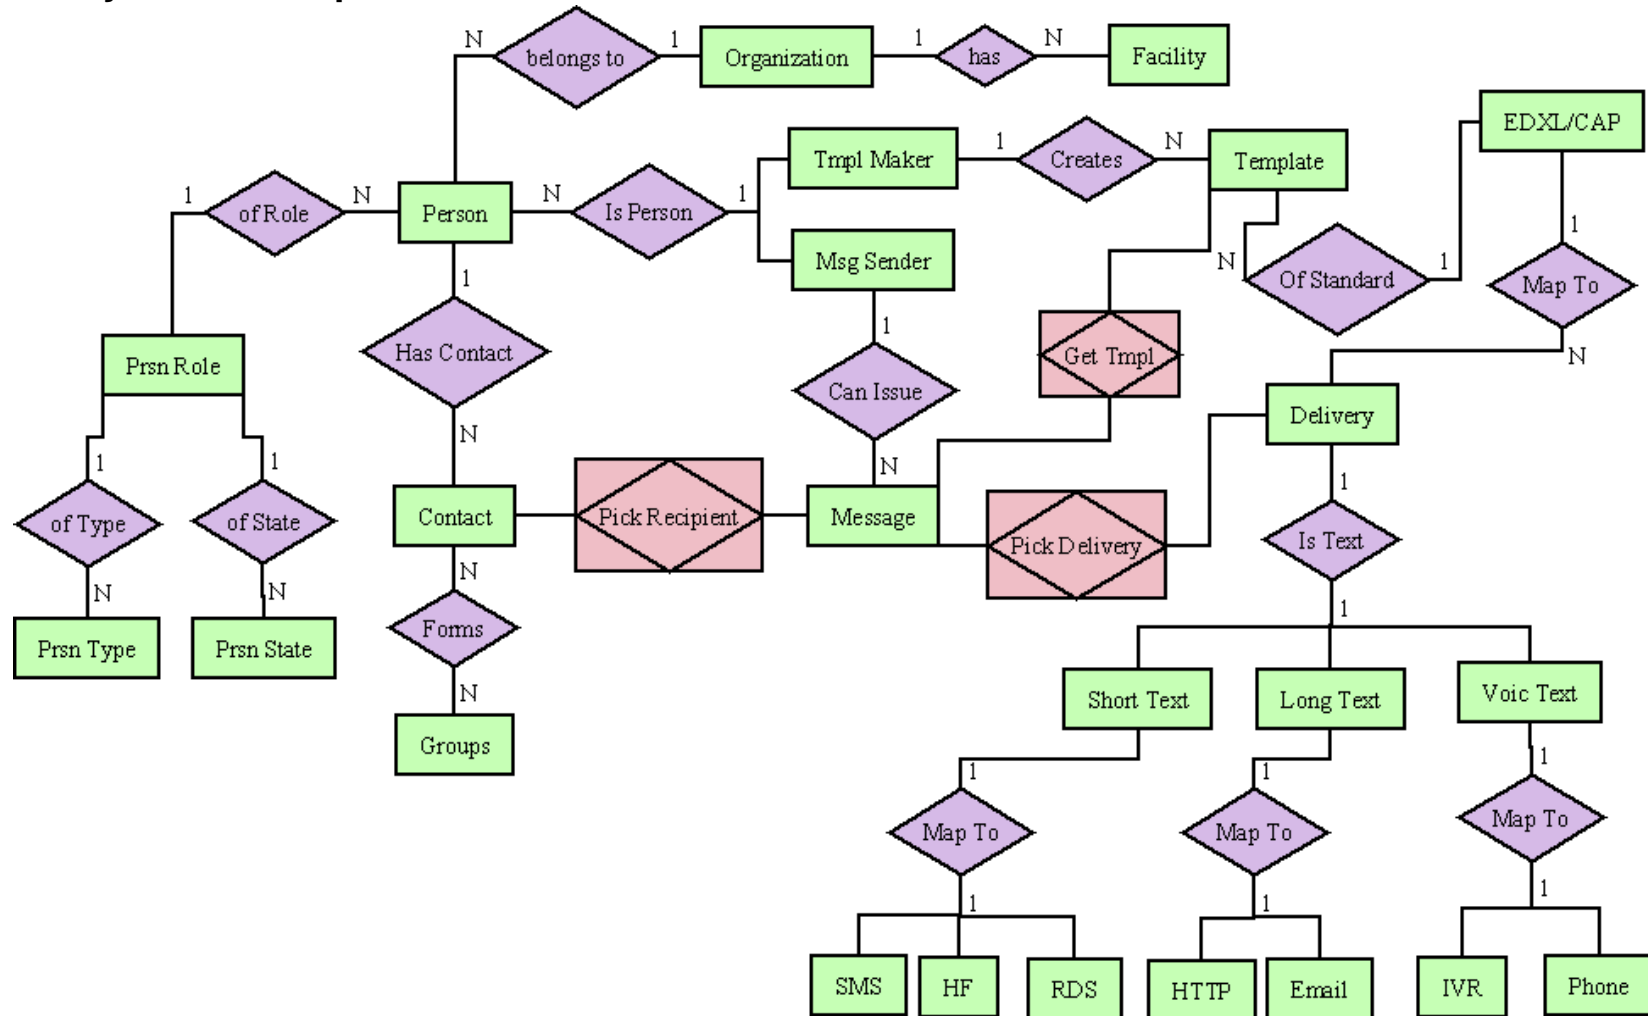 N
belongs to
1
Organization
1
has
N
Facility
EDXL/CAP
Tmpl Maker
1
Creates
N
Template
1
of Role
N
Person
N
Is Person
1
Msg Sender
N
Of Standard
1
1
Map To
N
1
Has Contact
N
1
Can Issue
N
Get Tmpl
Prsn Role
Delivery
1
1
of Type
of State
N
N
Prsn Type
Prsn State
Contact
Pick Recipient
Message
Pick Delivery
1
Is Text
1
N
Forms
N
Groups
Short Text
Long Text
Voic Text
1
1
1
Map To
Map To
Map To
1
1
1
SMS
HF
RDS
HTTP
Email
IVR
Phone